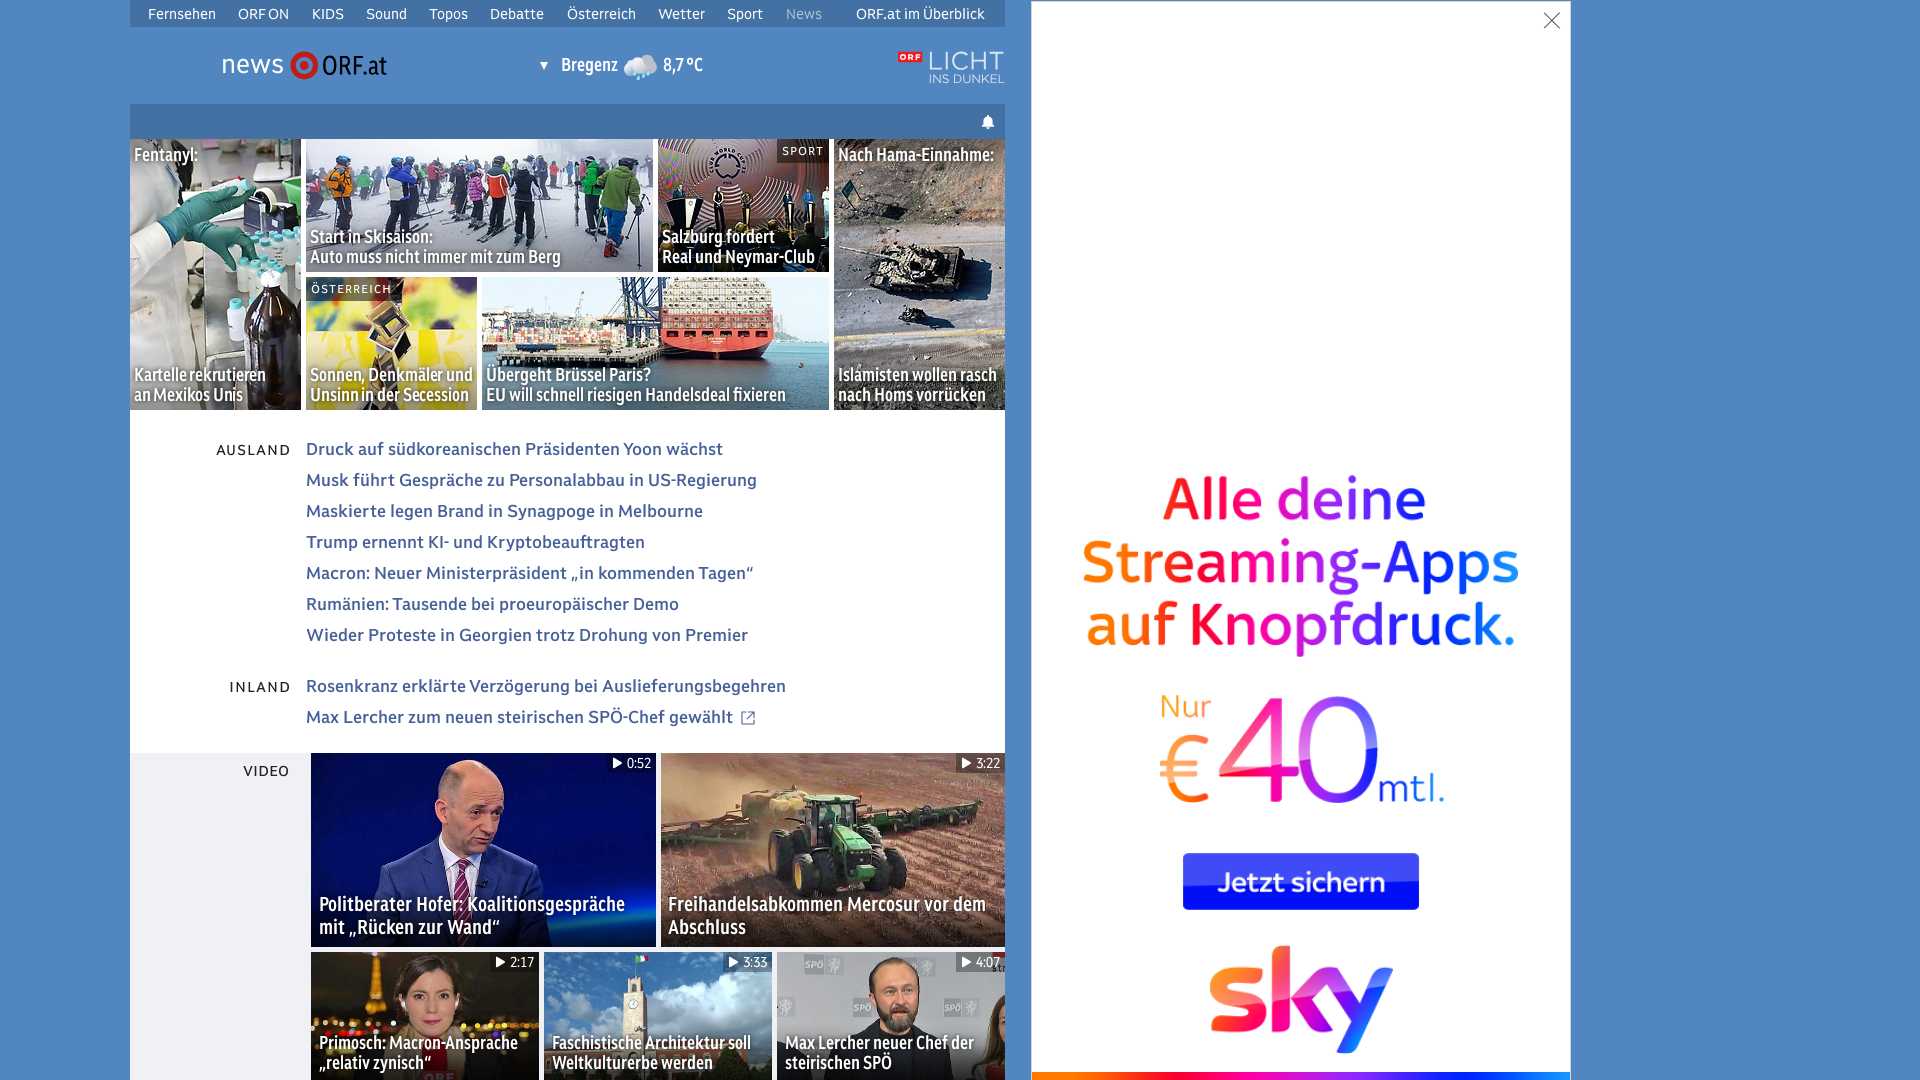 Fernsehen ORF ON KIDS Sound Topos Debatte Österreich Wetter Sport News ORF.at im Überblick
news ORF.at
▼ Bregenz 8,7 °C
ORF LICHT
INS DUNKEL
Fentanyl:
Kartelle rekrutieren
an Mexikos Unis
Start in Skisaison:
Auto muss nicht immer mit zum Berg
SPORT
Salzburg fordert
Real und Neymar-Club
Nach Hama-Einnahme:
Islamisten wollen rasch
nach Homs vorrücken
ÖSTERREICH
Sonnen, Denkmäler und
Unsinn in der Secession
Übergeht Brüssel Paris?
EU will schnell riesigen Handelsdeal fixieren
AUSLAND
Druck auf südkoreanischen Präsidenten Yoon wächst
Musk führt Gespräche zu Personalabbau in US-Regierung
Maskierte legen Brand in Synagpoge in Melbourne
Trump ernennt KI- und Kryptobeauftragten
Macron: Neuer Ministerpräsident „in kommenden Tagen“
Rumänien: Tausende bei proeuropäischer Demo
Wieder Proteste in Georgien trotz Drohung von Premier
INLAND
Rosenkranz erklärte Verzögerung bei Auslieferungsbegehren
Max Lercher zum neuen steirischen SPÖ-Chef gewählt
VIDEO
0:52
Politberater Hofer: Koalitionsgespräche
mit „Rücken zur Wand“
3:22
Freihandelsabkommen Mercosur vor dem
Abschluss
2:17
Primosch: Macron-Ansprache
„relativ zynisch“
3:33
Faschistische Architektur soll
Weltkulturerbe werden
4:07
Max Lercher neuer Chef der
steirischen SPÖ
Alle deine
Streaming-Apps
auf Knopfdruck.
Nur
€40 mtl.
Jetzt sichern
sky